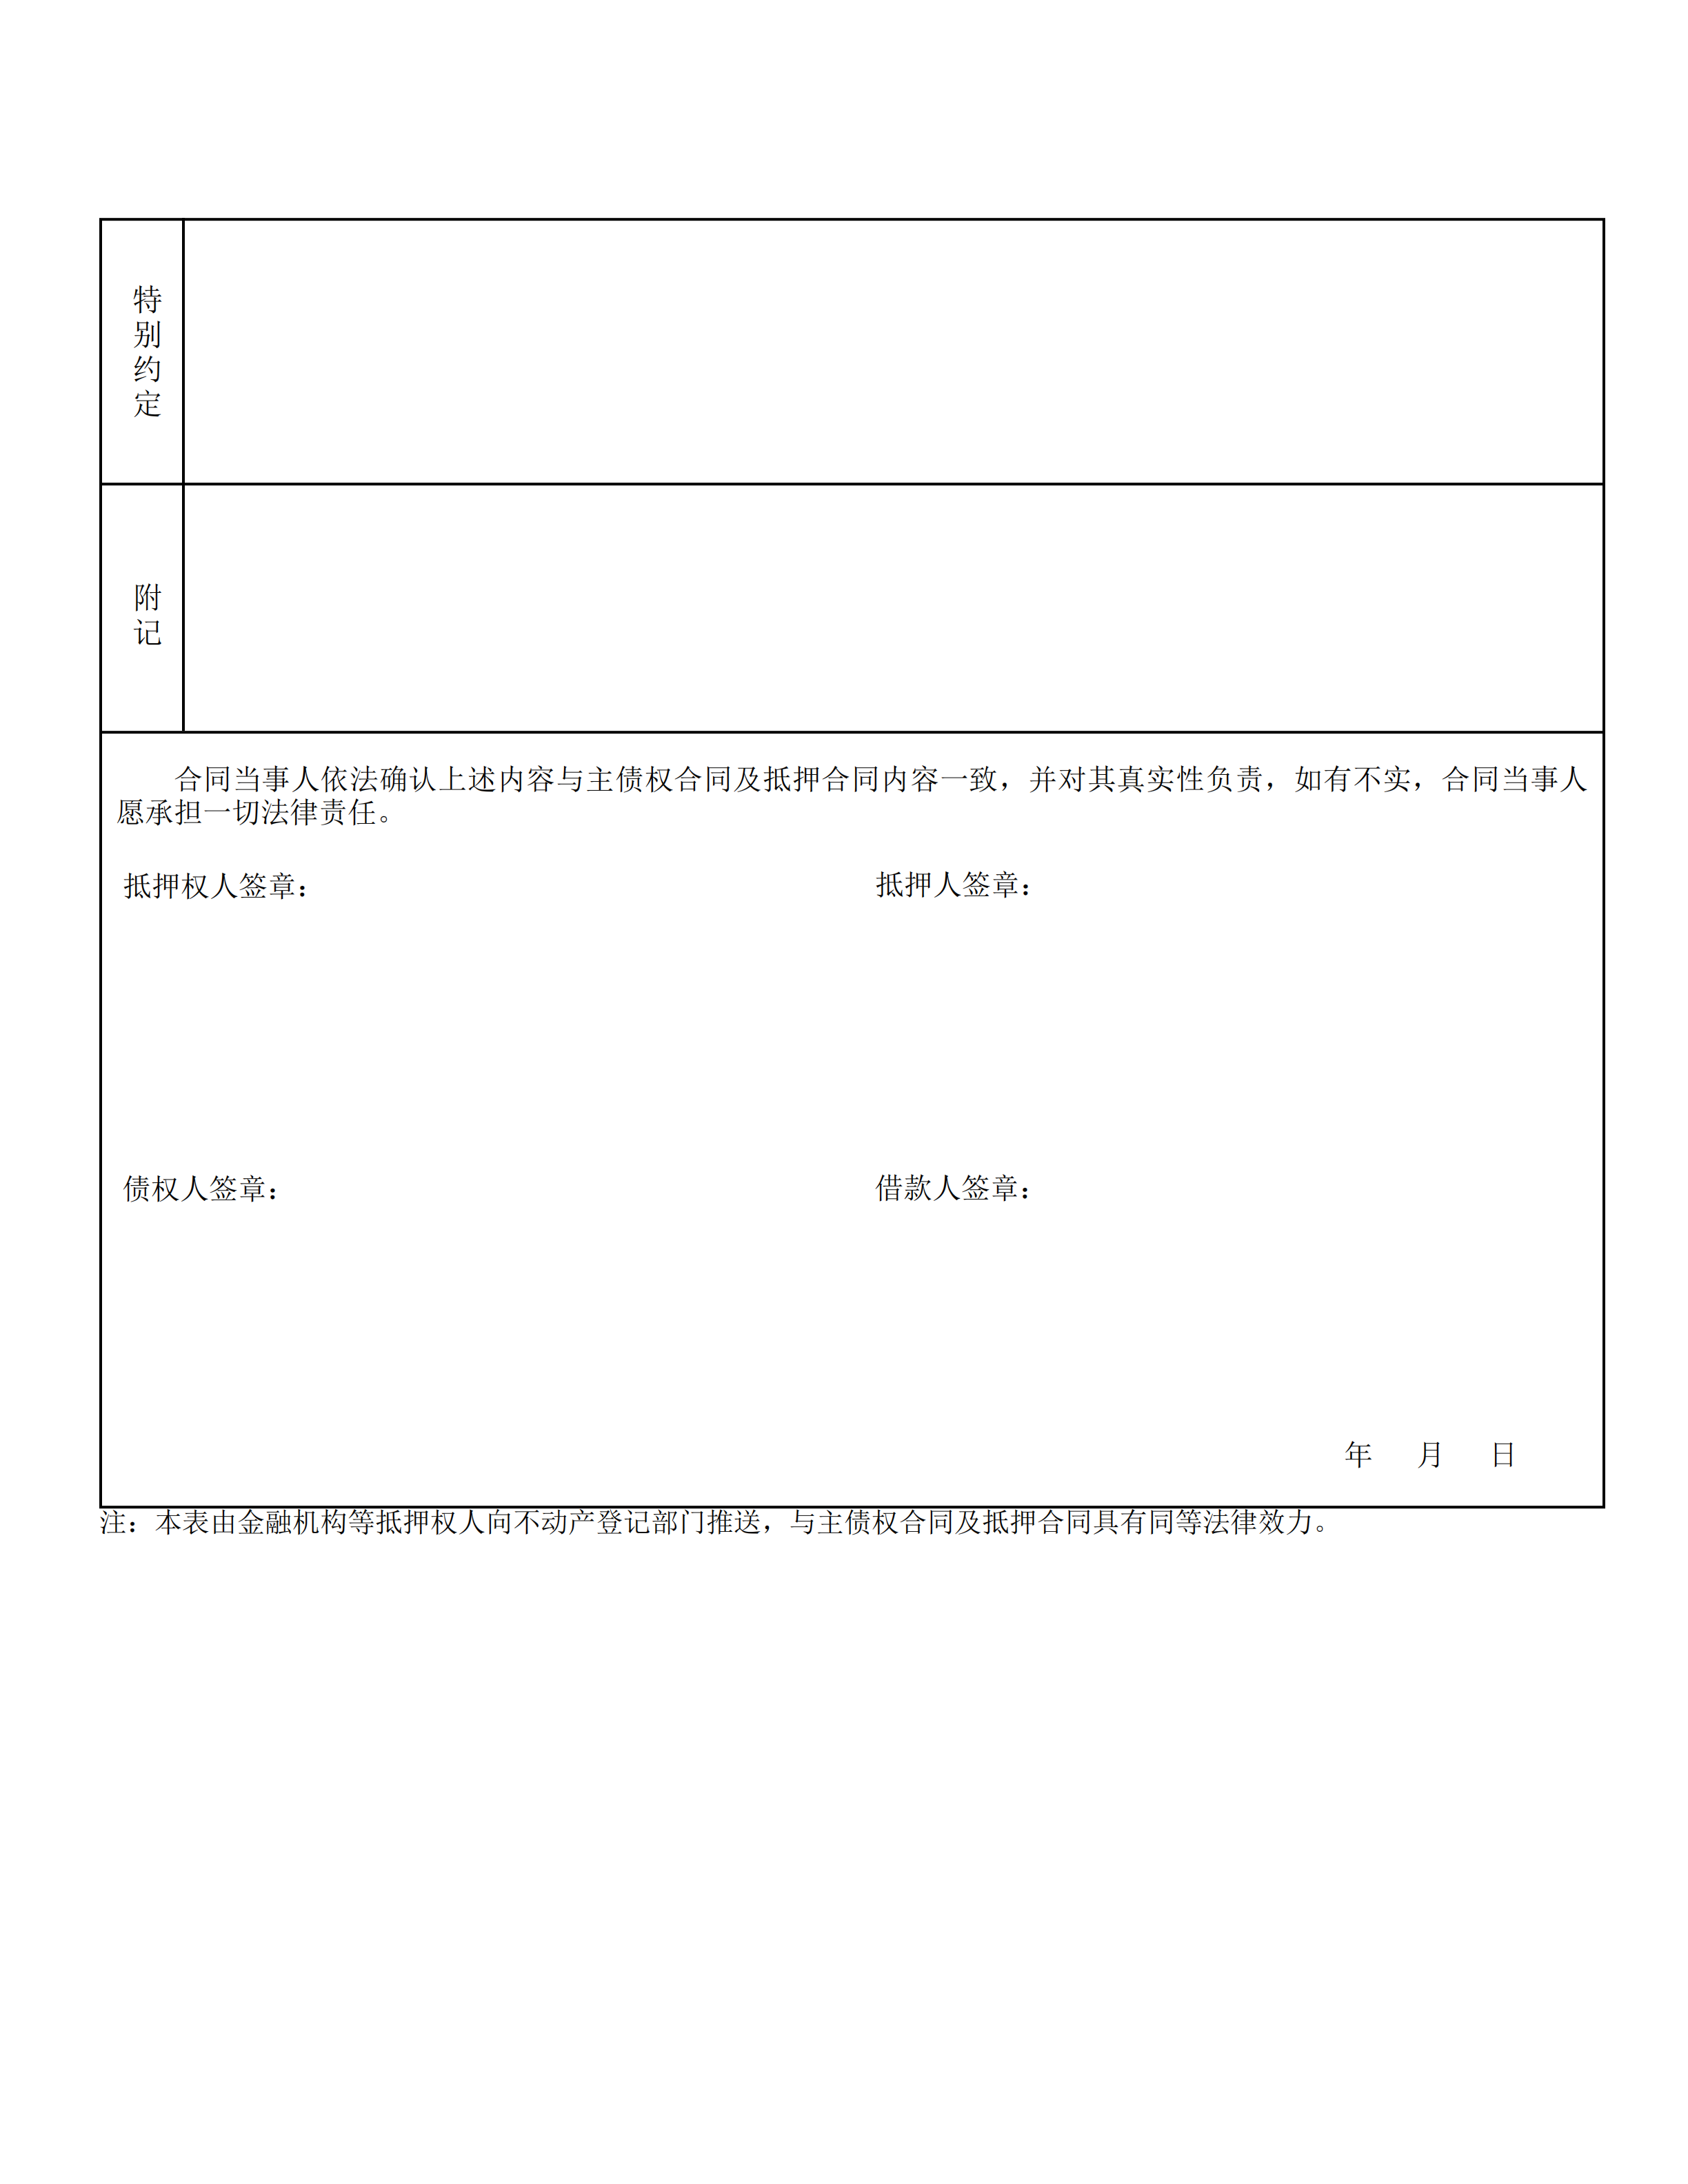 特别约定
附记
合同当事人依法确认上述内容与主债权合同及抵押合同内容一致，并对其真实性负责，如有不实，合同当事人
愿承担一切法律责任。
抵押权人签章：
抵押人签章：
债权人签章：
借款人签章：
年 月 日
注：本表由金融机构等抵押权人向不动产登记部门推送，与主债权合同及抵押合同具有同等法律效力。